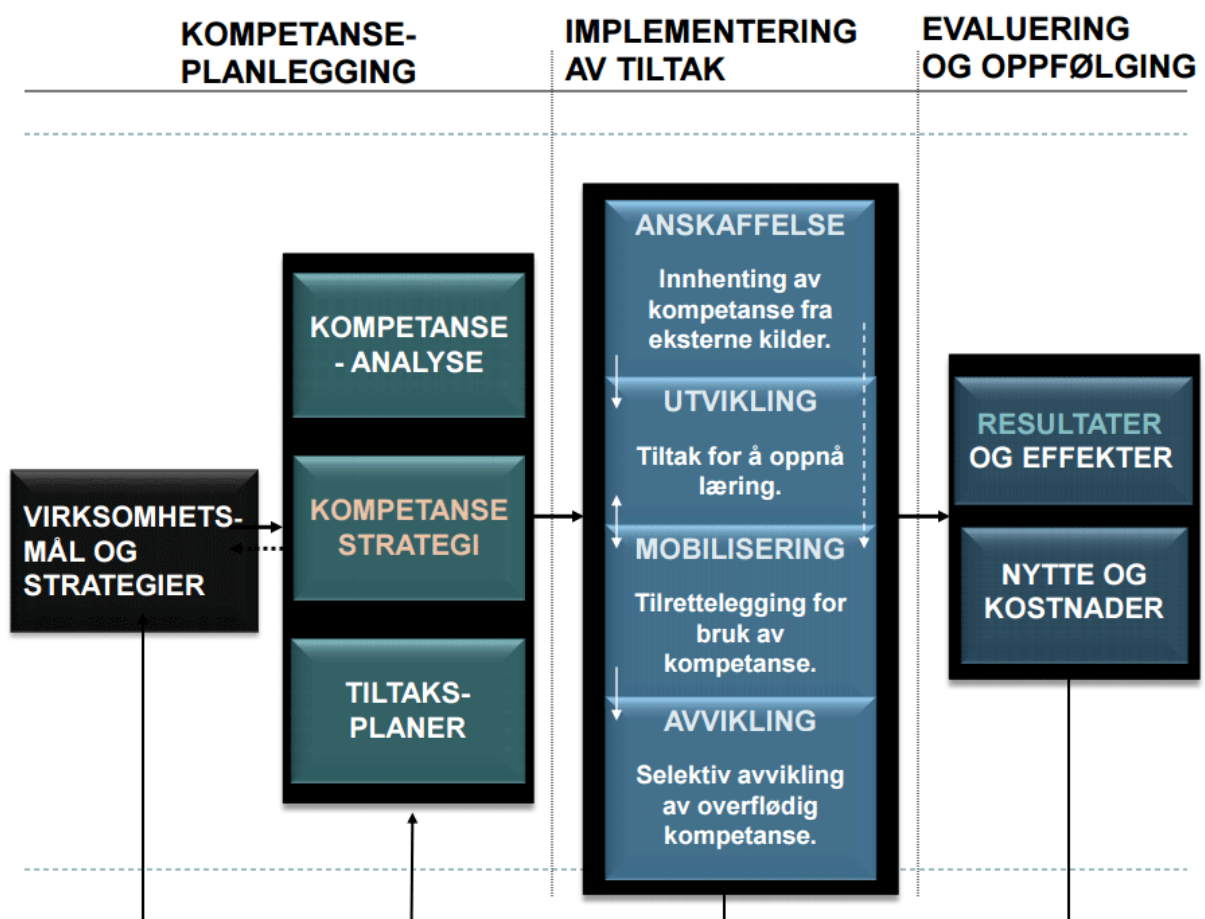 KOMPETANSE-
PLANLEGGING
IMPLEMENTERING
AV TILTAK
EVALUERING
OG OPPFØLGING
VIRKSOMHETS-
MÅL OG
STRATEGIER
KOMPETANSE
- ANALYSE
KOMPETANSE
STRATEGI
TILTAKS-
PLANER
ANSKAFFELSE
Innhenting av
kompetanse fra
eksterne kilder.
UTVIKLING
Tiltak for å oppnå
læring.
MOBILISERING
Tilrettelegging for
bruk av
kompetanse.
AVVIKLING
Selektiv avvikling
av overflødig
kompetanse.
RESULTATER
OG EFFEKTER
NYTTE OG
KOSTNADER